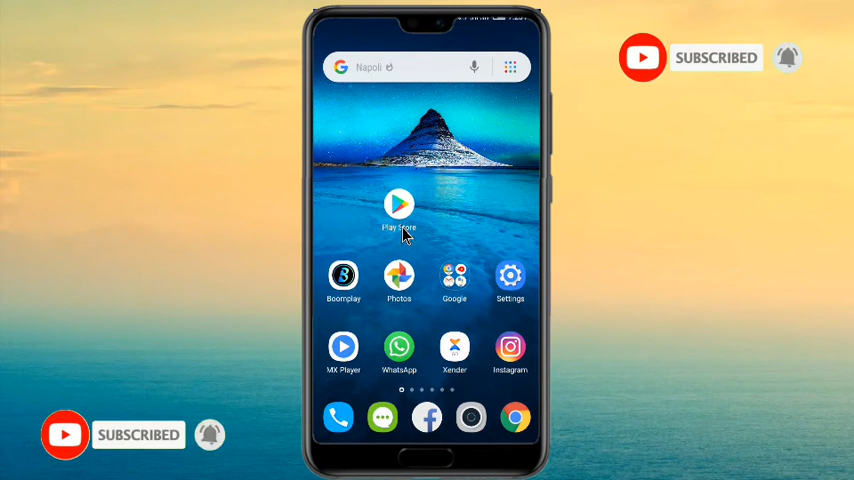 Napoli
SUBSCRIBED
Play Store
Boomplay
Photos
Google
Settings
MX Player
WhatsApp
Xender
Instagram
SUBSCRIBED